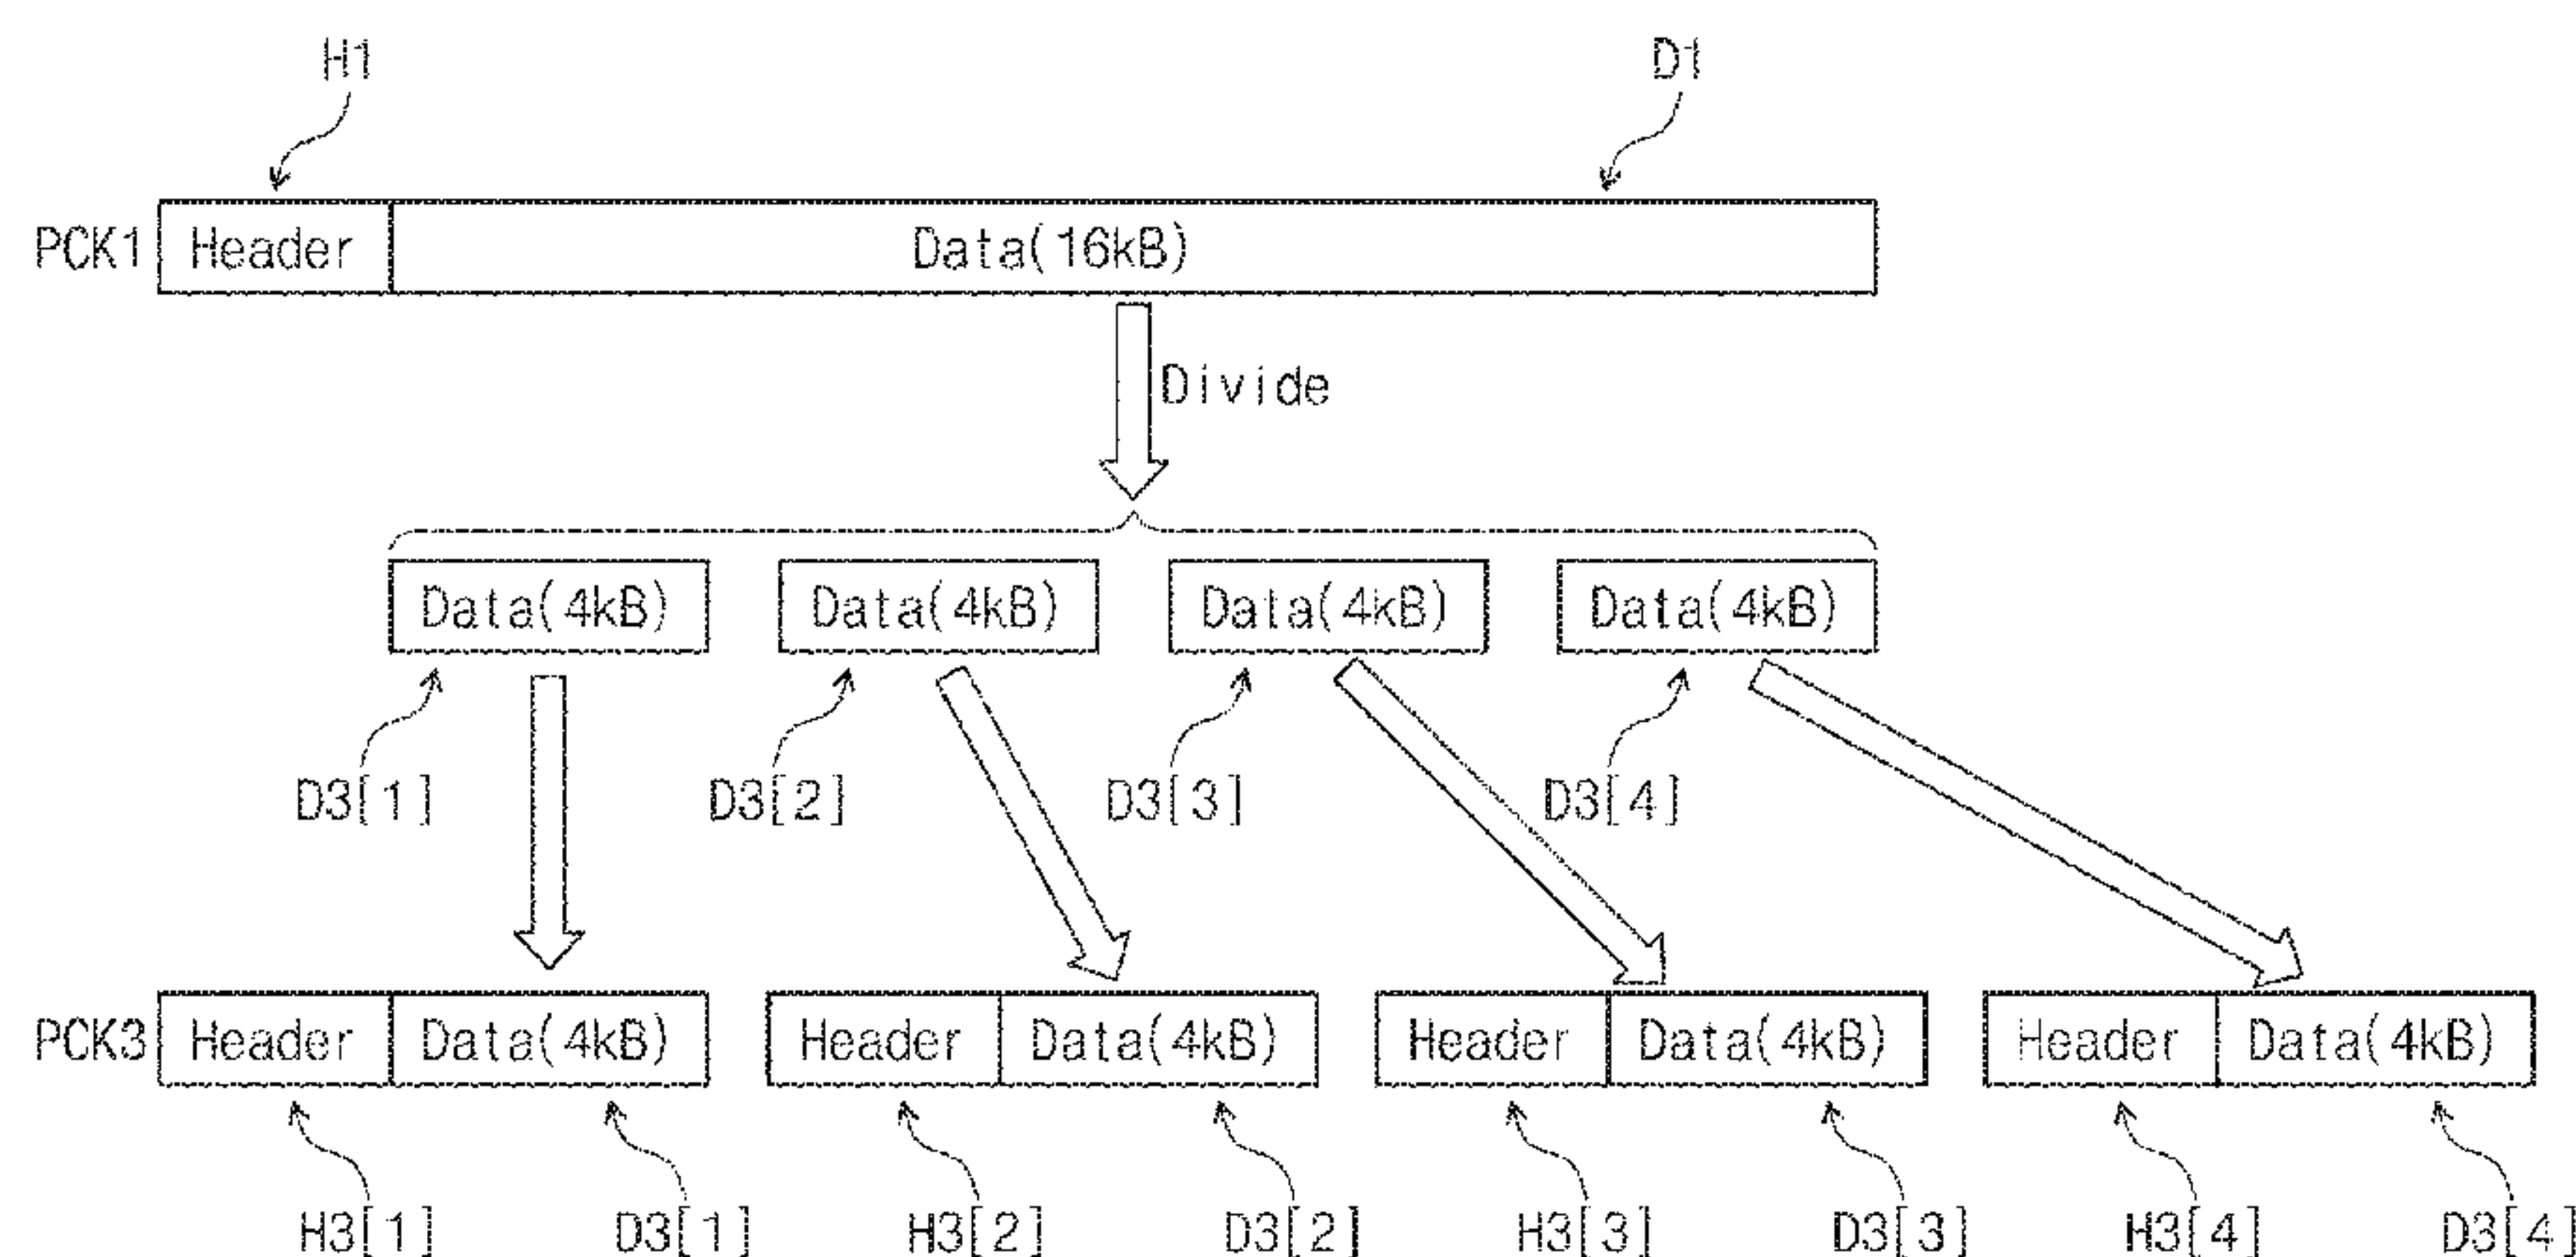 H1 D1
PCK1 Header Data(16kB)
Divide
Data(4kB) Data(4kB) Data(4kB) Data(4kB)
D3[1] D3[2] D3[3] D3[4]
PCK3 Header Data(4kB) Header Data(4kB) Header Data(4kB) Header Data(4kB)
H3[1] D3[1] H3[2] D3[2] H3[3] D3[3] H3[4] D3[4]